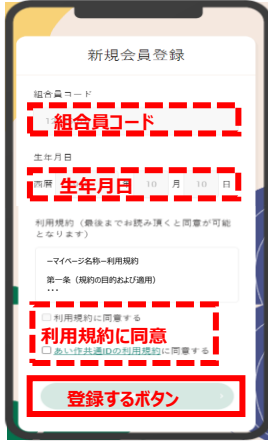 新規会員登録
組合員コード
組合員コード
生年月日
西暦 生年月日 10 月 10 日
利用規約（最後までお読み頂くと同意が可能
となります）
−マイページ名称−利用規約
第一条（規約の目的および適用）
・・・
利用規約に同意する
利用規約に同意
あい作共通IDの利用規約に同意する
登録するボタン